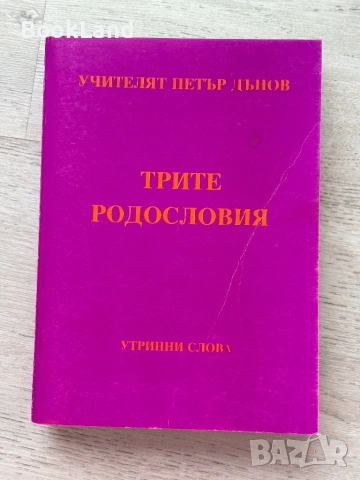 BookLand
УЧИТЕЛЯТ ПЕТЪР ДЪНОВ
ТРИТЕ
РОДОСЛОВИЯ
УТРИННИ СЛОВА
BAZAR